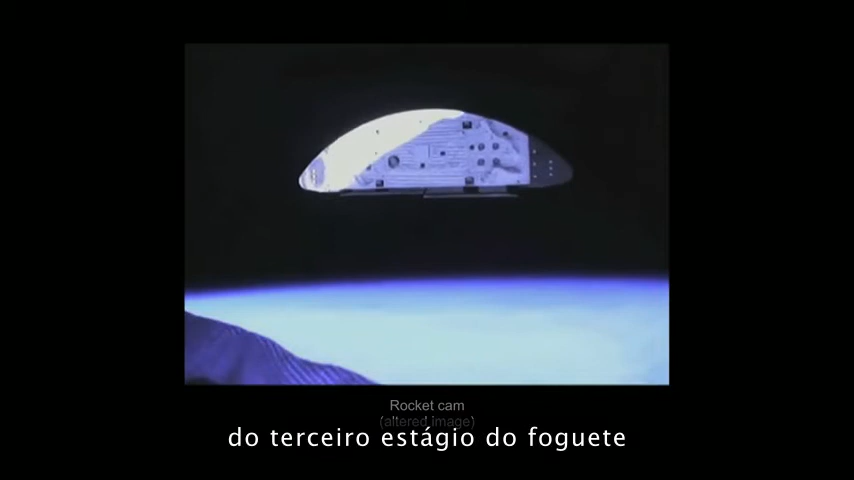 Rocket cam
(altered image)
do terceiro estágio do foguete